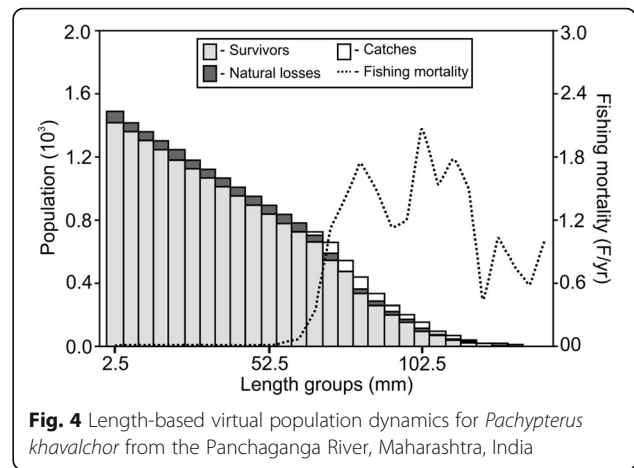 2.0
1.6
1.2
0.8
0.4
0.0
Population (10³)
- Survivors
- Catches
- Natural losses
- Fishing mortality
3.0
2.4
1.8
1.2
0.6
00
Fishing mortality (F/yr)
2.5
52.5
102.5
Length groups (mm)
Fig. 4 Length-based virtual population dynamics for Pachypterus
khavalchor from the Panchaganga River, Maharashtra, India